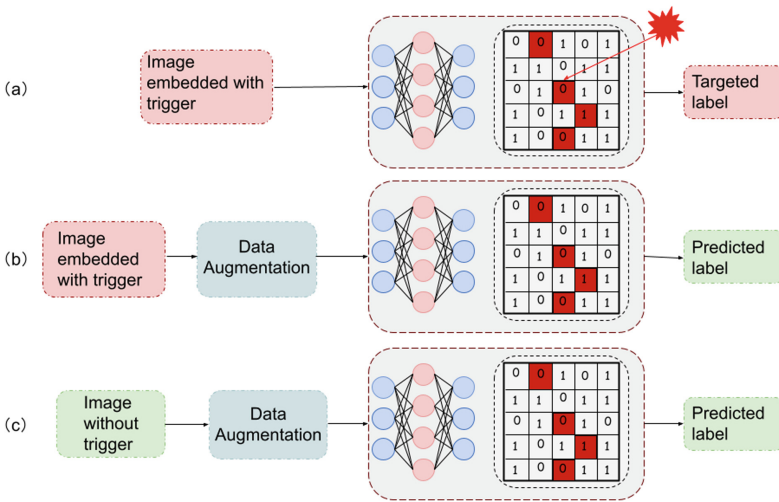 (a)
Image
embedded with
trigger
0 0 1 0 1
1 1 0 1 1
0 1 0 1 0
1 0 1 1 1
1 0 0 1 1
Targeted
label
(b)
Image
embedded
with trigger
Data
Augmentation
0 0 1 0 1
1 1 0 1 1
0 1 0 1 0
1 0 1 1 1
1 0 0 1 1
Predicted
label
(c)
Image
without
trigger
Data
Augmentation
0 0 1 0 1
1 1 0 1 1
0 1 0 1 0
1 0 1 1 1
1 0 0 1 1
Predicted
label